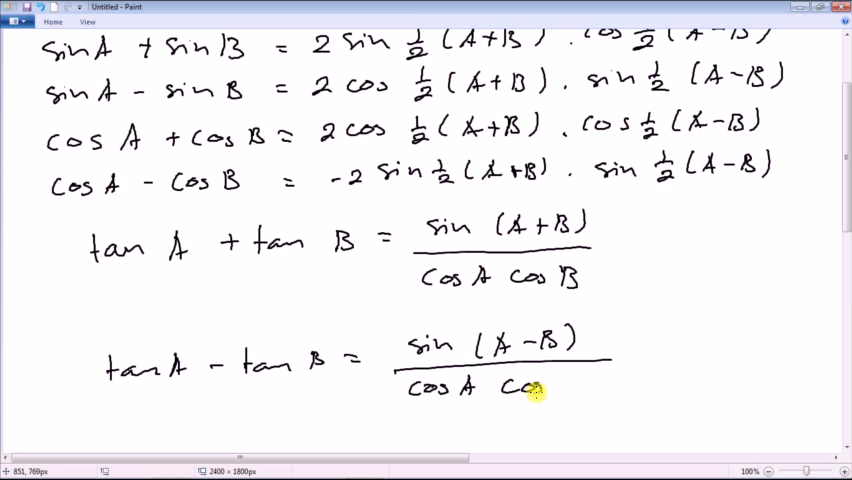 Untitled - Paint
Home View
sin A + sin B = 2 sin 1/2 (A+B) . cos 1/2 (A-B)
sin A - sin B = 2 cos 1/2 (A+B) . sin 1/2 (A-B)
cos A + cos B = 2 cos 1/2 (A+B) . cos 1/2 (A-B)
cos A - cos B = -2 sin 1/2 (A+B) . sin 1/2 (A-B)
tan A + tan B = sin (A+B) / cos A cos B
tan A - tan B = sin (A-B) / cos A cos
851, 769px 2400 × 1800px 100%